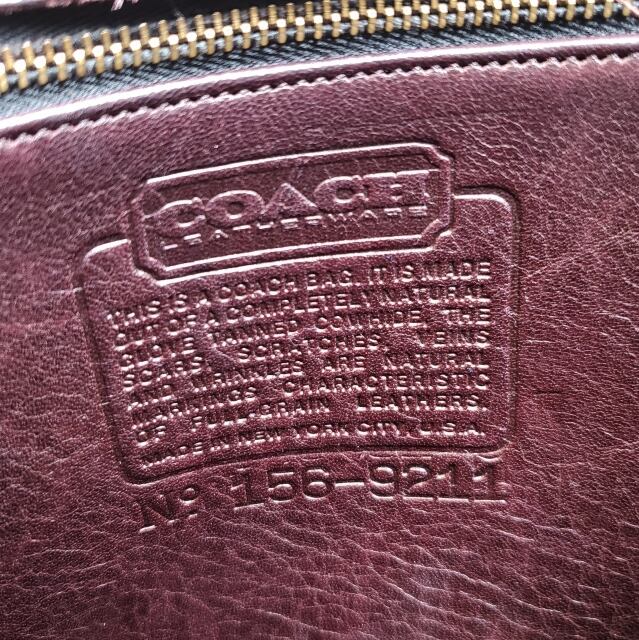 COACH
LEATHERWARE
THIS IS A COACH BAG. IT IS MADE
OUT OF A COMPLETELY NATURAL
GLOVE TANNED COWHIDE. THE
SCARS, SCRATCHES, VEINS
AND WRINKLES ARE NATURAL
MARKINGS CHARACTERISTIC
OF FULL-GRAIN LEATHERS.
MADE IN NEW YORK CITY, U.S.A.
No 156-9211